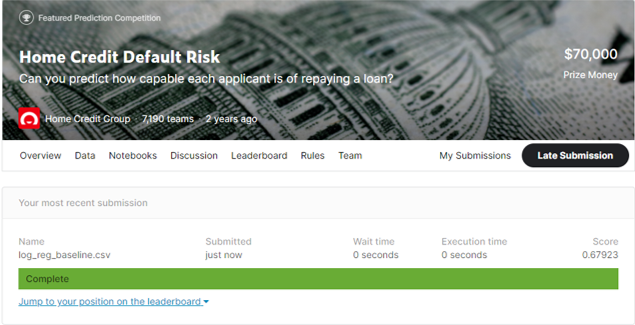 Featured Prediction Competition
Home Credit Default Risk
$70,000
Can you predict how capable each applicant is of repaying a loan?
Prize Money
Home Credit Group · 7,190 teams · 2 years ago
Overview Data Notebooks Discussion Leaderboard Rules Team My Submissions Late Submission
Your most recent submission
Name Submitted Wait time Execution time Score
log_reg_baseline.csv just now 0 seconds 0 seconds 0.67923
Complete
Jump to your position on the leaderboard